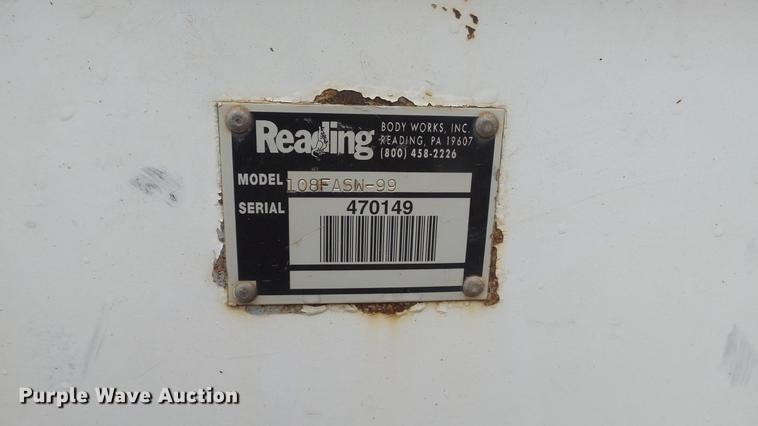 Reading
BODY WORKS, INC.
READING, PA 19607
(800) 458-2226
MODEL 108FASW-99
SERIAL 470149
Purple Wave Auction